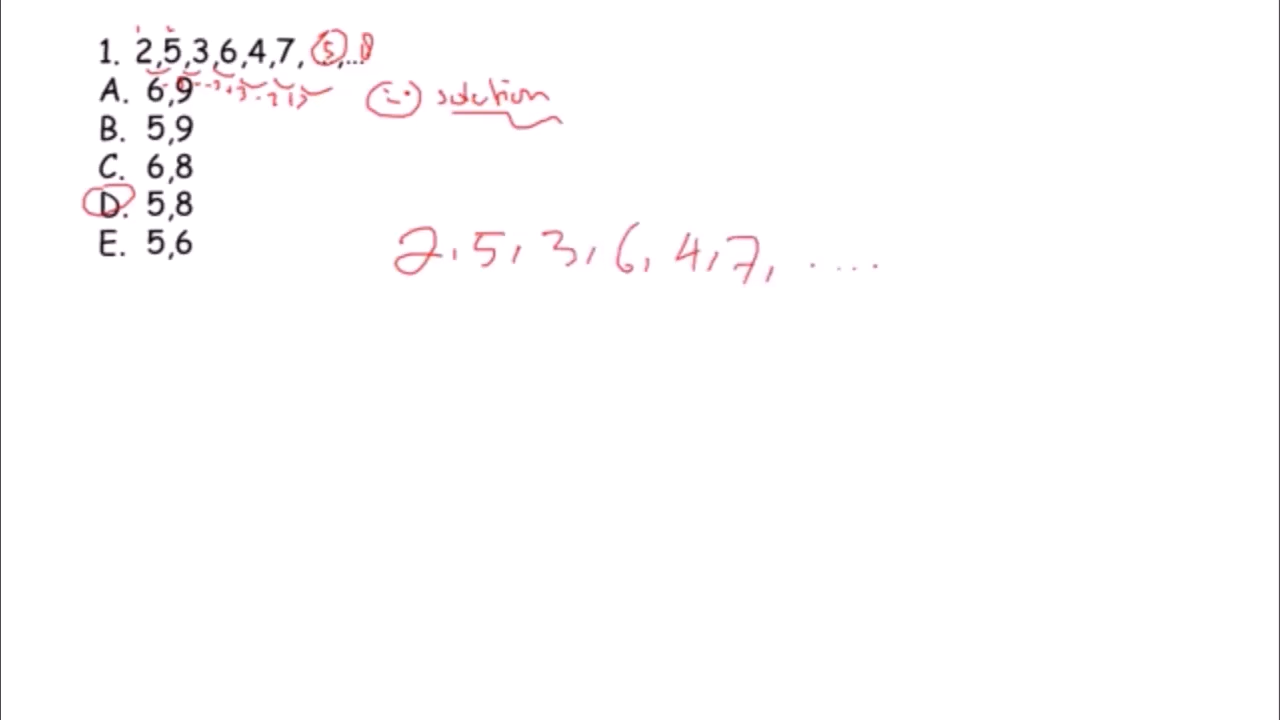 1. 2,5,3,6,4,7, 5,... 8
A. 6,9
solution
B. 5,9
C. 6,8
D. 5,8
E. 5,6
2, 5, 3, 6, 4, 7, ....